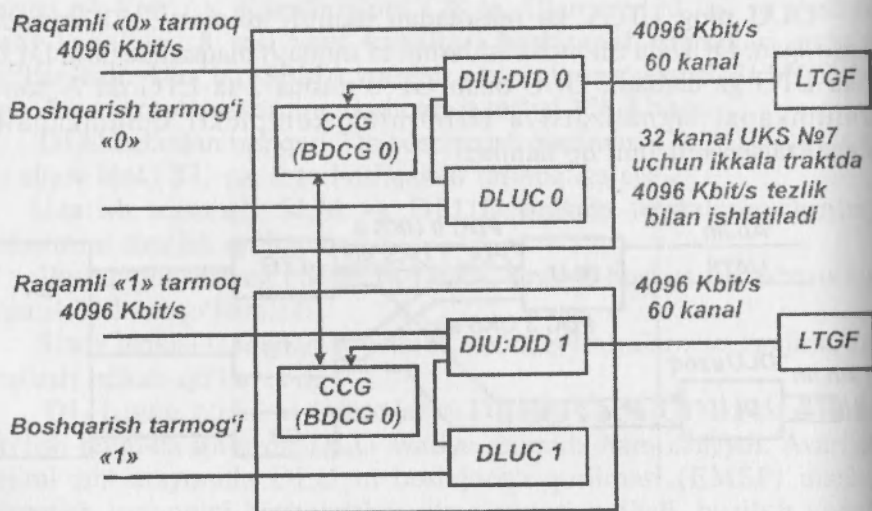 Raqamli «0» tarmoq
4096 Kbit/s
Boshqarish tarmog'i
«0»
CCG
(BDCG 0)
DIU:DID 0
DLUC 0
4096 Kbit/s
60 kanal
LTGF
32 kanal UKS №7
uchun ikkala traktda
4096 Kbit/s tezlik
bilan ishlatiladi
Raqamli «1» tarmoq
4096 Kbit/s
Boshqarish tarmog'i
«1»
CCG
(BDCG 0)
DIU:DID 1
DLUC 1
4096 Kbit/s
60 kanal
LTGF